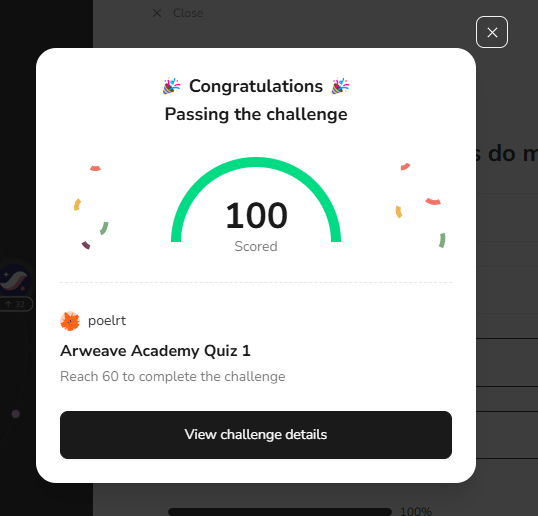 Close
Congratulations
Passing the challenge
s do m
100
Scored
32
poelrt
Arweave Academy Quiz 1
Reach 60 to complete the challenge
View challenge details
100%